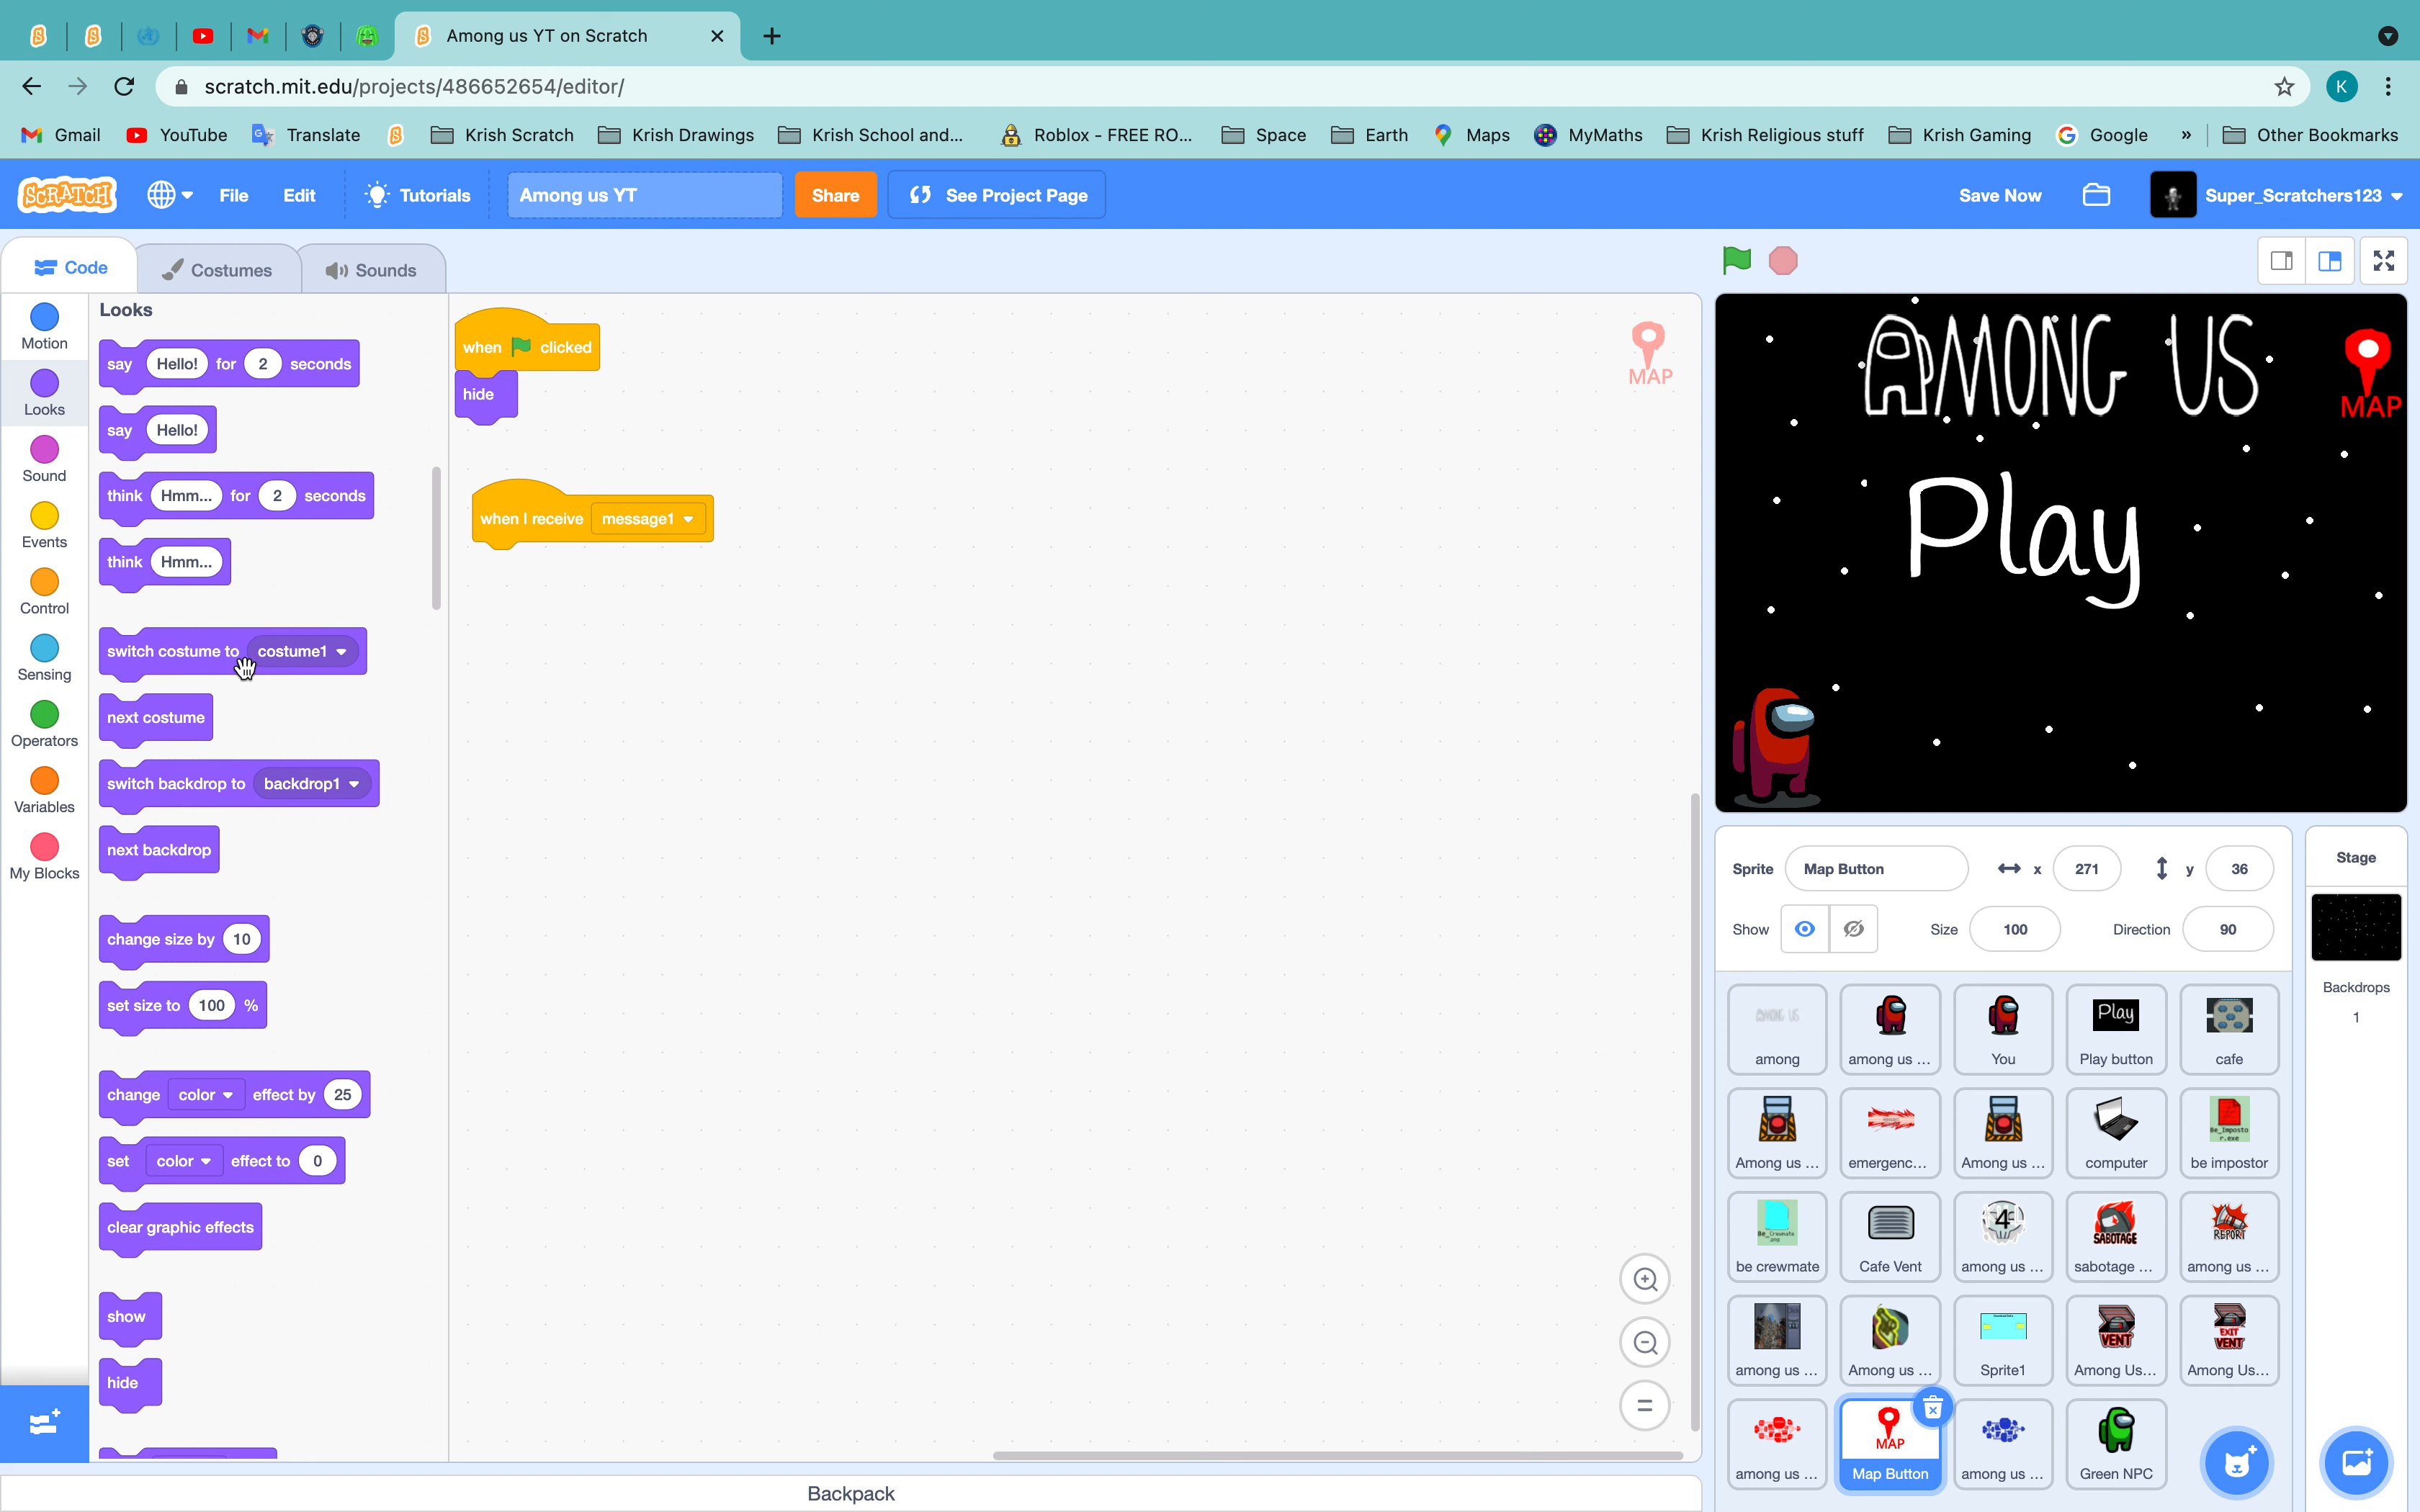 Among us YT on Scratch
scratch.mit.edu/projects/486652654/editor/
K
Gmail YouTube Translate Krish Scratch Krish Drawings Krish School and... Roblox - FREE RO... Space Earth Maps MyMaths Krish Religious stuff Krish Gaming Google » Other Bookmarks
SCRATCH File Edit Tutorials Among us YT Share See Project Page Save Now Super_Scratchers123
Code Costumes Sounds
Motion
Looks
Sound
Events
Control
Sensing
Operators
Variables
My Blocks
Looks
say Hello! for 2 seconds
say Hello!
think Hmm... for 2 seconds
think Hmm...
switch costume to costume1
next costume
switch backdrop to backdrop1
next backdrop
change size by 10
set size to 100 %
change color effect by 25
set color effect to 0
clear graphic effects
show
hide
when clicked
hide
when I receive message1
MAP
Backpack
AMONG US
MAP
Play
Sprite Map Button x 271 y 36
Show Size 100 Direction 90
AMONG US
among
among us ...
You
Play
Play button
cafe
Among us ...
emergenc...
Among us ...
computer
Be_Imposto
r.exe
be impostor
Be_Crewmate
.png
be crewmate
Cafe Vent
4
among us ...
SABOTAGE
sabotage ...
REPORT
among us ...
among us ...
Among us ...
Sprite1
VENT
Among Us...
EXIT
VENT
Among Us...
among us ...
MAP
Map Button
among us ...
Green NPC
Stage
Backdrops
1